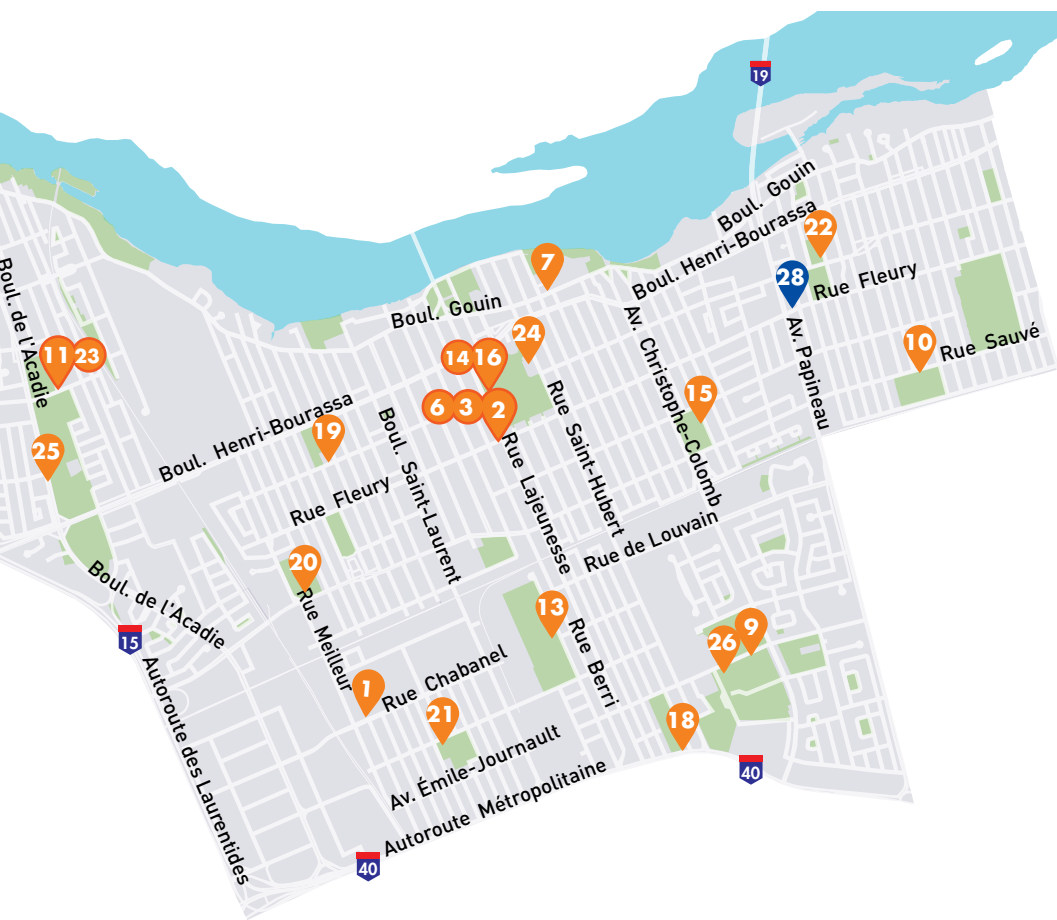 19
Boul. Gouin
Boul. Henri-Bourassa
22
7
28
Rue Fleury
Boul. de l'Acadie
Boul. Gouin
24
Av. Christophe-Colomb
Av. Papineau
10
Rue Sauvé
11
23
14
16
15
6
3
2
Boul. Henri-Bourassa
19
Boul. Saint-Laurent
Rue Lajeunesse
Rue Saint-Hubert
25
Rue Fleury
Rue de Louvain
20
Boul. de l'Acadie
Rue Meilleur
13
Rue Berri
9
26
15
Autoroute des Laurentides
1
Rue Chabanel
21
18
Av. Émile-Journault
40
Autoroute Métropolitaine
40